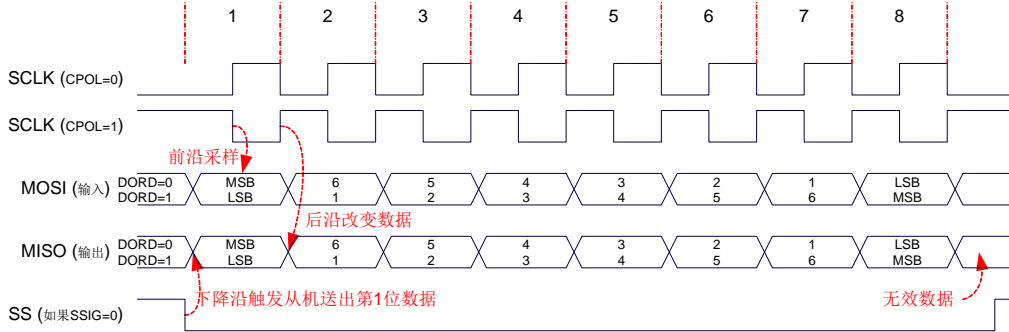 1 2 3 4 5 6 7 8
SCLK (CPOL=0)
SCLK (CPOL=1)
前沿采样
MOSI (输入) DORD=0 MSB 6 5 4 3 2 1 LSB
DORD=1 LSB 1 2 3 4 5 6 MSB
后沿改变数据
MISO (输出) DORD=0 MSB 6 5 4 3 2 1 LSB
DORD=1 LSB 1 2 3 4 5 6 MSB
下降沿触发从机送出第1位数据 无效数据
SS (如果SSIG=0)